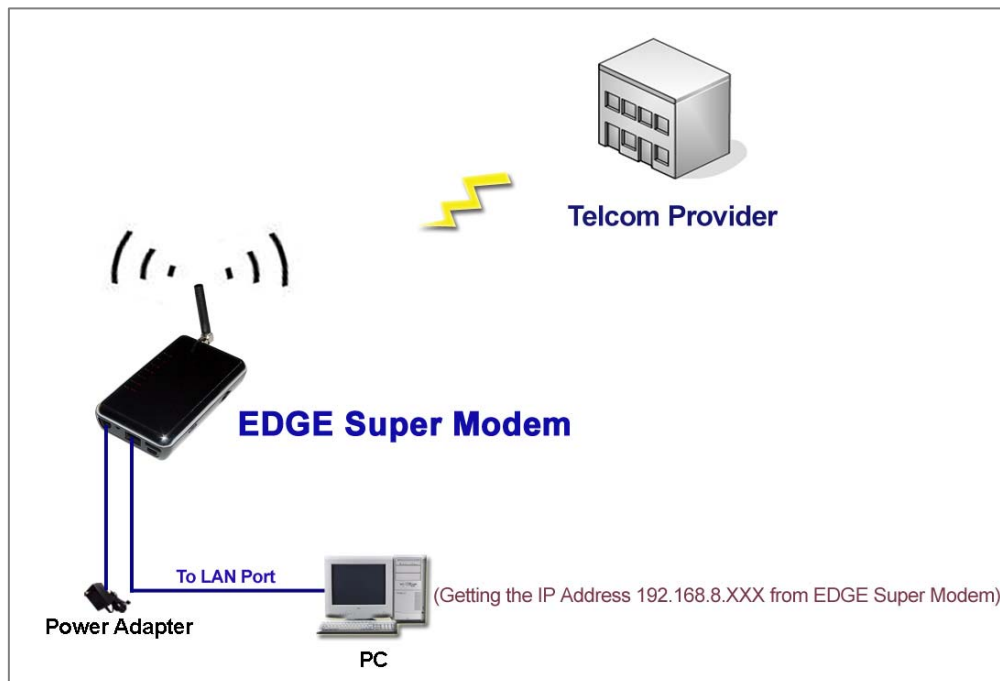 Telcom Provider
EDGE Super Modem
To LAN Port
(Getting the IP Address 192.168.8.XXX from EDGE Super Modem)
Power Adapter
PC